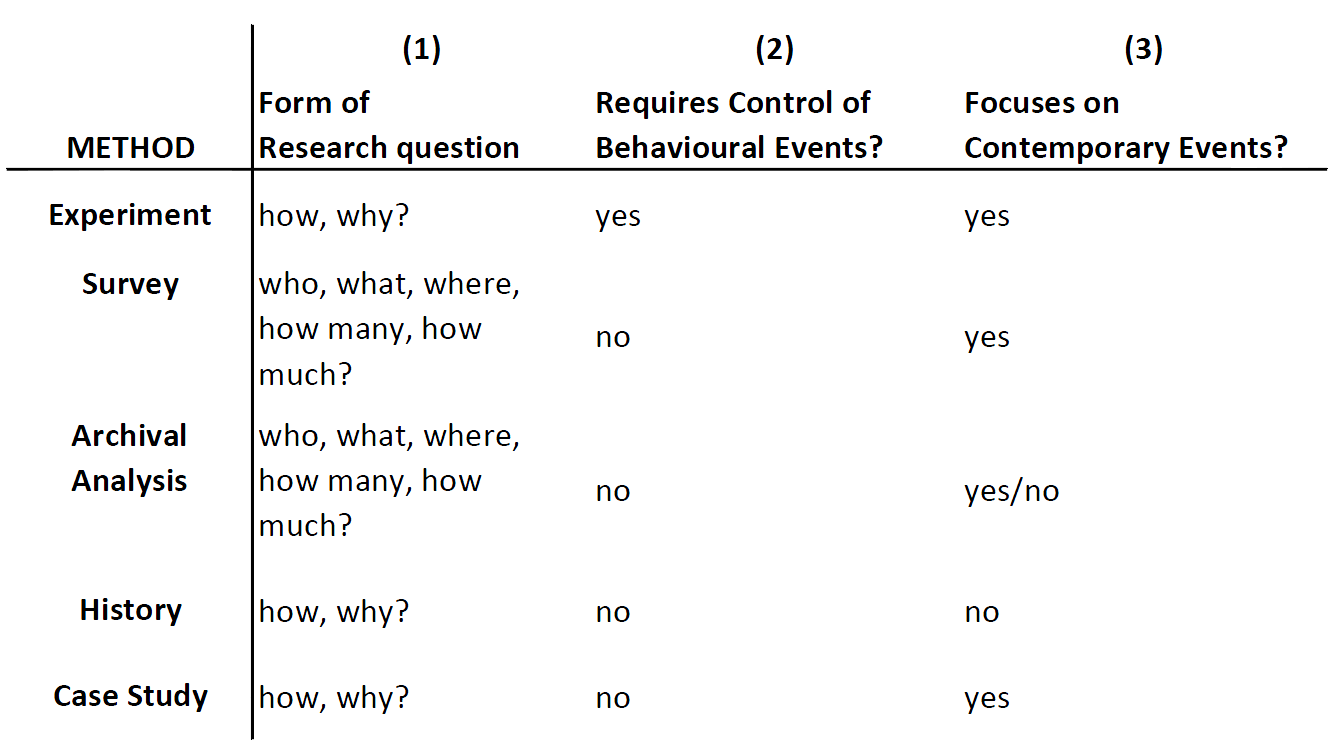 (1) (2) (3)
Form of Requires Control of Focuses on
METHOD Research question Behavioural Events? Contemporary Events?
Experiment how, why? yes yes
Survey who, what, where,
how many, how no yes
much?
Archival who, what, where,
Analysis how many, how no yes/no
much?
History how, why? no no
Case Study how, why? no yes